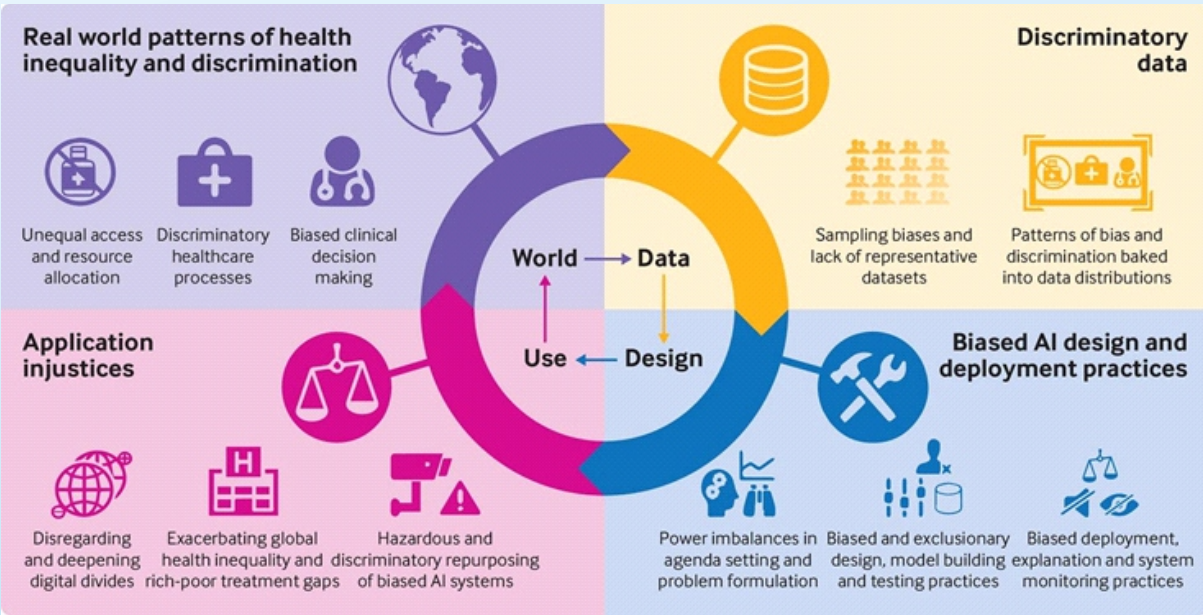 Real world patterns of health
inequality and discrimination
Unequal access
and resource
allocation
Discriminatory
healthcare
processes
Biased clinical
decision
making
Discriminatory
data
Sampling biases and
lack of representative
datasets
Patterns of bias and
discrimination baked
into data distributions
World
Data
Use
Design
Application
injustices
Disregarding
and deepening
digital divides
H
Exacerbating global
health inequality and
rich-poor treatment gaps
Hazardous and
discriminatory repurposing
of biased AI systems
Biased AI design and
deployment practices
Power imbalances in
agenda setting and
problem formulation
Biased and exclusionary
design, model building
and testing practices
Biased deployment,
explanation and system
monitoring practices